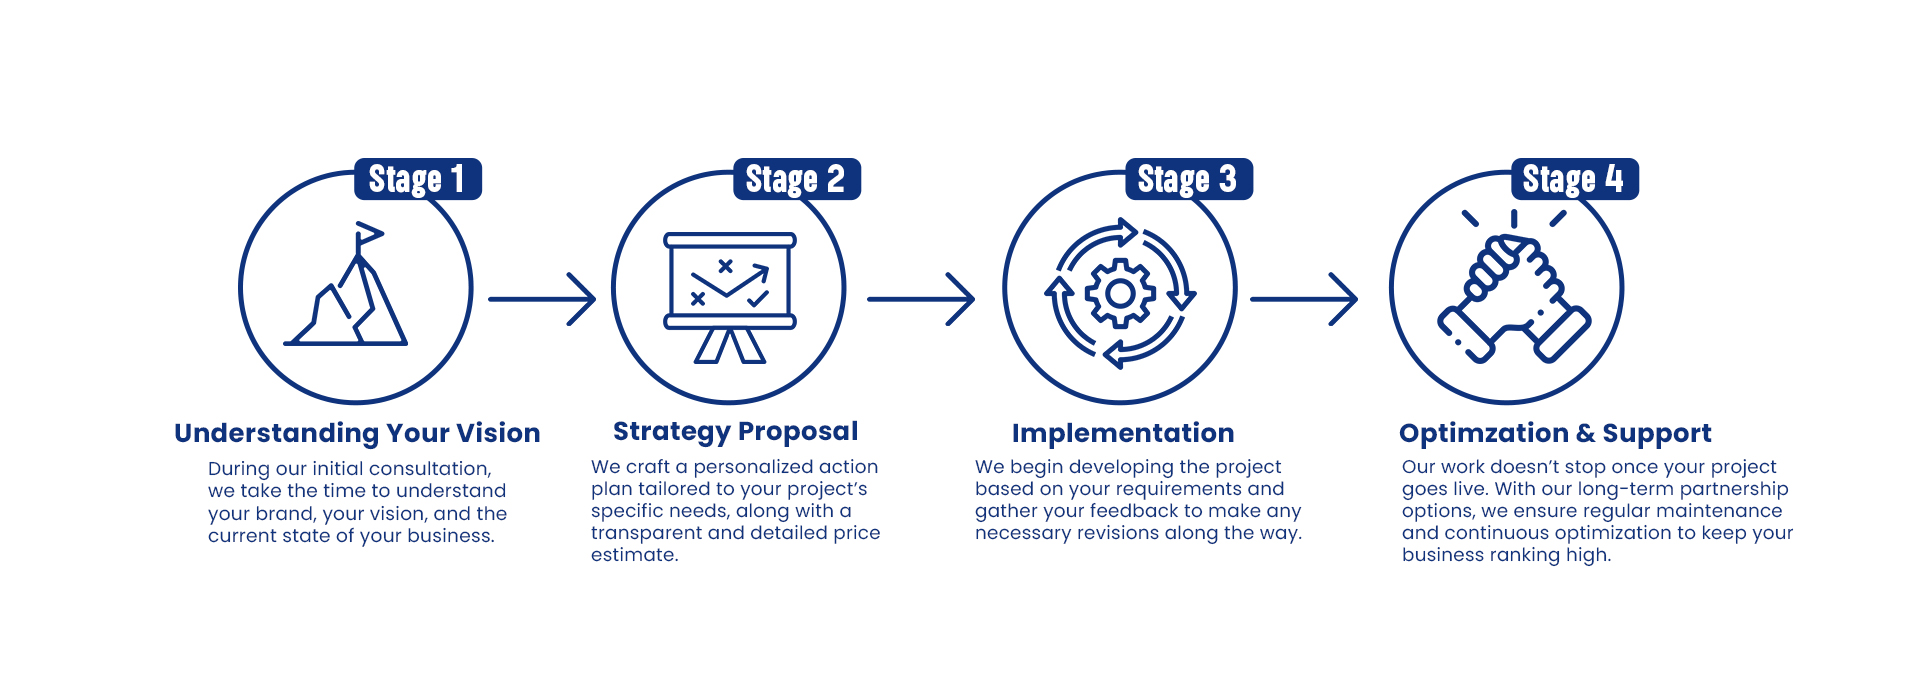 Stage 1
Understanding Your Vision
During our initial consultation,
we take the time to understand
your brand, your vision, and the
current state of your business.
Stage 2
Strategy Proposal
We craft a personalized action
plan tailored to your project’s
specific needs, along with a
transparent and detailed price
estimate.
Stage 3
Implementation
We begin developing the project
based on your requirements and
gather your feedback to make any
necessary revisions along the way.
Stage 4
Optimzation & Support
Our work doesn’t stop once your project
goes live. With our long-term partnership
options, we ensure regular maintenance
and continuous optimization to keep your
business ranking high.